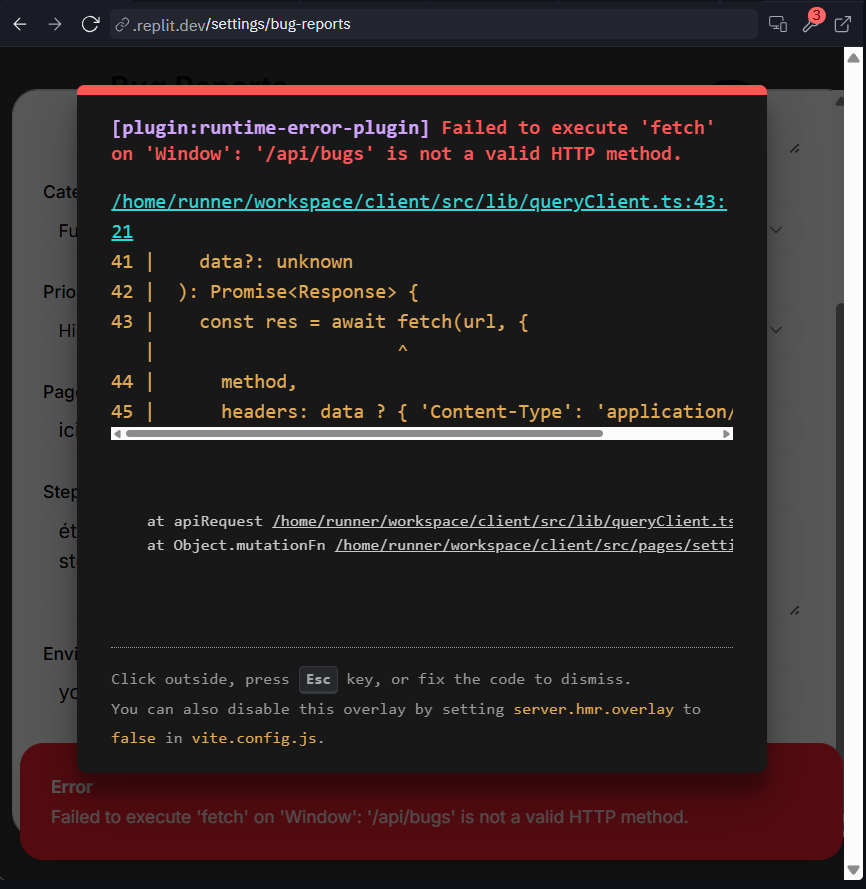 .replit.dev/settings/bug-reports
3
Bug Reports
[plugin:runtime-error-plugin] Failed to execute 'fetch'
on 'Window': '/api/bugs' is not a valid HTTP method.
/home/runner/workspace/client/src/lib/queryClient.ts:43:
21
41 |    data?: unknown
42 |  ): Promise<Response> {
43 |    const res = await fetch(url, {
   |                      ^
44 |      method,
45 |      headers: data ? { 'Content-Type': 'application/
at apiRequest /home/runner/workspace/client/src/lib/queryClient.ts
at Object.mutationFn /home/runner/workspace/client/src/pages/setti
Click outside, press Esc key, or fix the code to dismiss.
You can also disable this overlay by setting server.hmr.overlay to
false in vite.config.js.
Cate
Fu
Prio
Hi
Page
ici
Step
ét
st
Envi
yo
Error
Failed to execute 'fetch' on 'Window': '/api/bugs' is not a valid HTTP method.